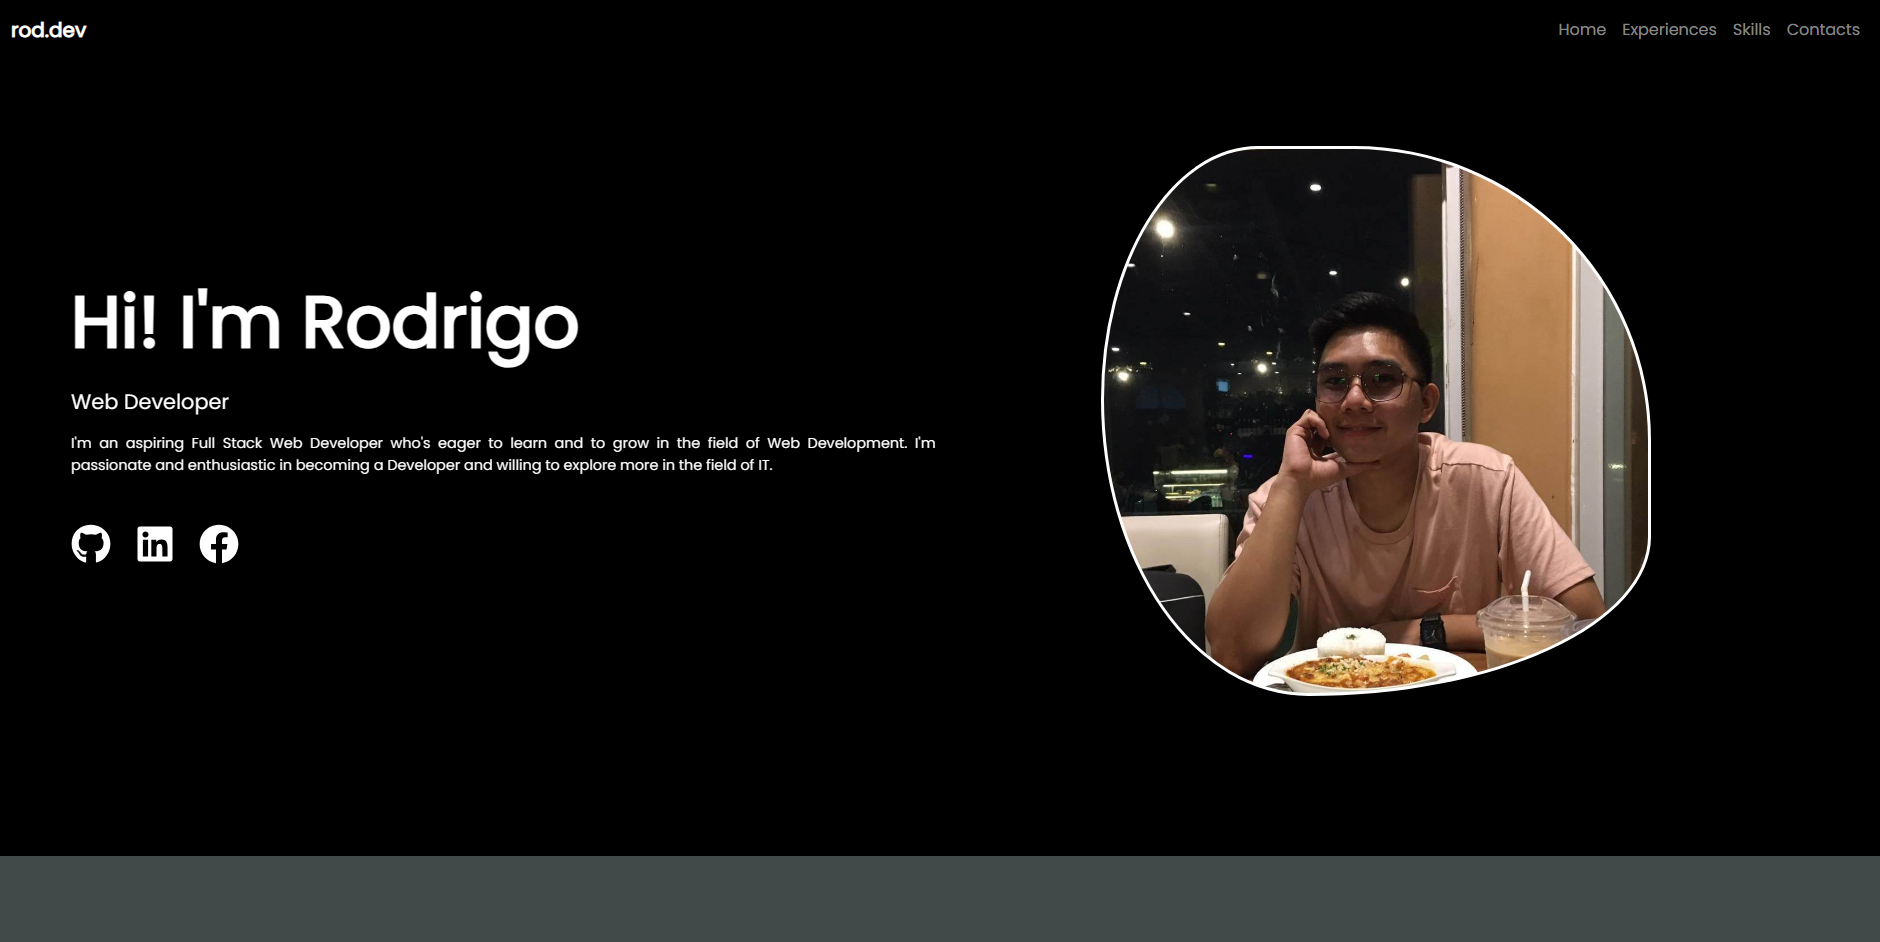 rod.dev
Home Experiences Skills Contacts
Hi! I'm Rodrigo
Web Developer
I'm an aspiring Full Stack Web Developer who's eager to learn and to grow in the field of Web Development. I'm
passionate and enthusiastic in becoming a Developer and willing to explore more in the field of IT.
in